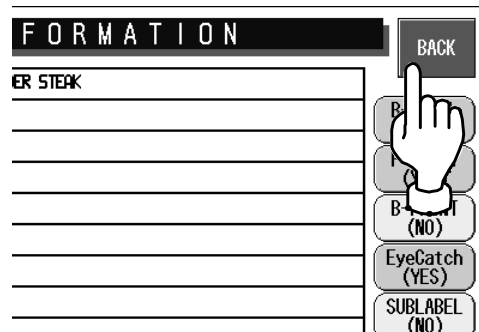 FORMATION
BACK
ER STEAK
(NO)
EyeCatch
(YES)
SUBLABEL
(NO)